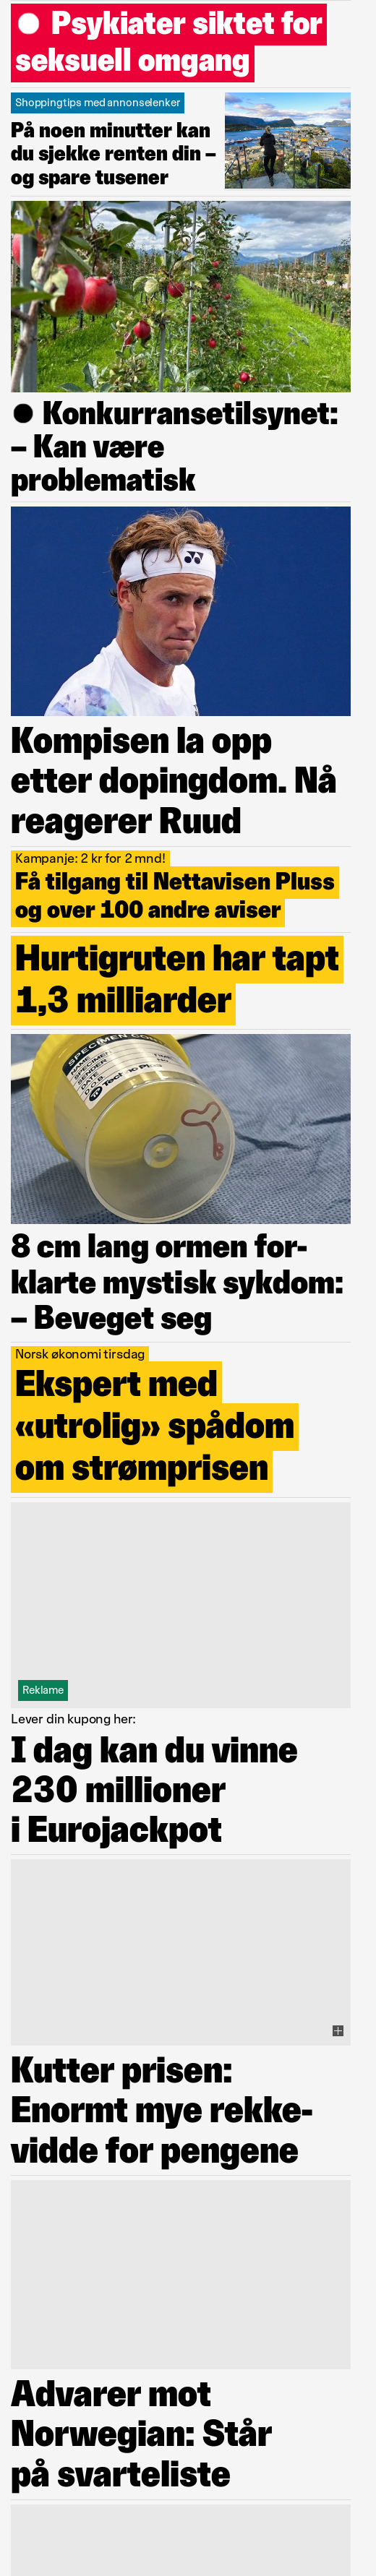 Psykiater siktet for
seksuell omgang
Shoppingtips med annonselenker
På noen minutter kan
du sjekke renten din –
og spare tusener
Konkurransetilsynet:
– Kan være
problematisk
Kompisen la opp
etter dopingdom. Nå
reagerer Ruud
Kampanje: 2 kr for 2 mnd!
Få tilgang til Nettavisen Pluss
og over 100 andre aviser
Hurtigruten har tapt
1,3 milliarder
8 cm lang ormen for-
klarte mystisk sykdom:
– Beveget seg
Norsk økonomi tirsdag
Ekspert med
«utrolig» spådom
om strømprisen
Reklame
Lever din kupong her:
I dag kan du vinne
230 millioner
i Eurojackpot
Kutter prisen:
Enormt mye rekke-
vidde for pengene
Advarer mot
Norwegian: Står
på svarteliste